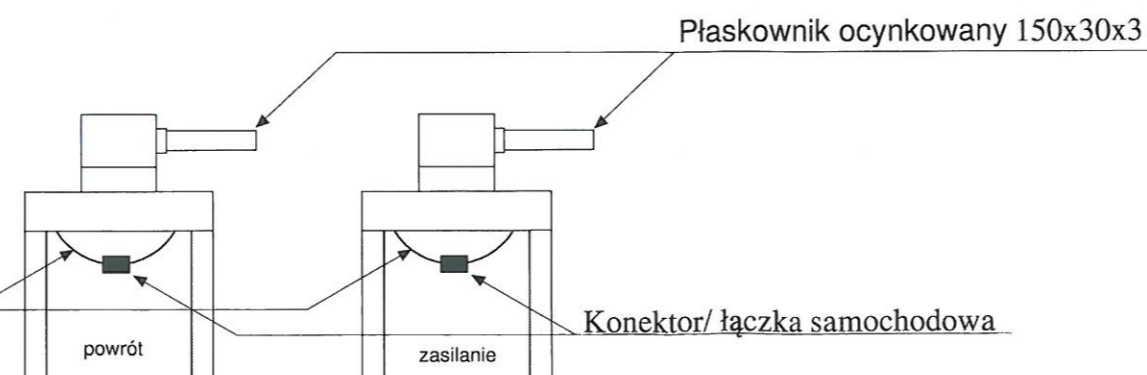 Płaskownik ocynkowany 150x30x3
Konektor/ łączka samochodowa
powrót
zasilanie